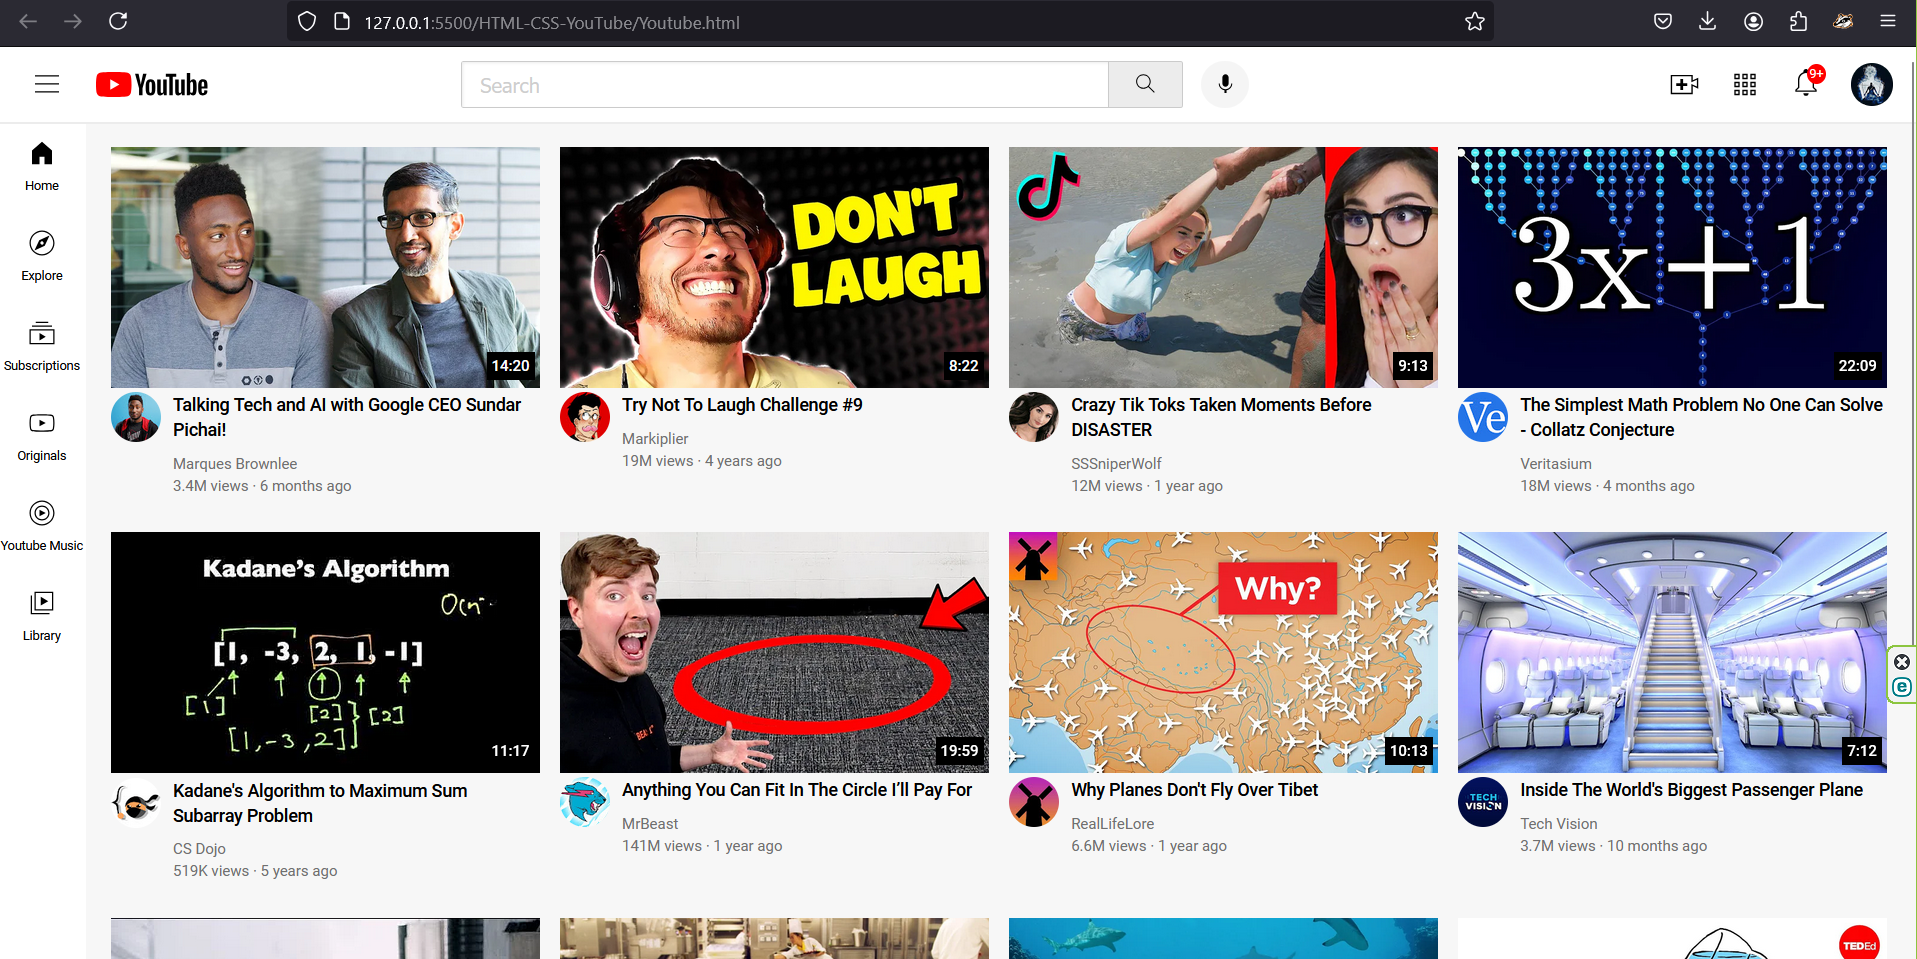 127.0.0.1:5500/HTML-CSS-YouTube/Youtube.html
YouTube
Search
9+
Home
Explore
Subscriptions
Originals
Youtube Music
Library
14:20
Talking Tech and AI with Google CEO Sundar
Pichai!
Marques Brownlee
3.4M views · 6 months ago
DON'T
LAUGH
8:22
Try Not To Laugh Challenge #9
Markiplier
19M views · 4 years ago
9:13
Crazy Tik Toks Taken Moments Before
DISASTER
SSSniperWolf
12M views · 1 year ago
3x+1
22:09
Ve
The Simplest Math Problem No One Can Solve
- Collatz Conjecture
Veritasium
18M views · 4 months ago
Kadane's Algorithm
[1, -3, 2, 1, -1]
[1]
[2]
[2]
[1,-3,2]
11:17
Kadane's Algorithm to Maximum Sum
Subarray Problem
CS Dojo
519K views · 5 years ago
19:59
Anything You Can Fit In The Circle I’ll Pay For
MrBeast
141M views · 1 year ago
Why?
10:13
Why Planes Don't Fly Over Tibet
RealLifeLore
6.6M views · 1 year ago
7:12
TECH
VISION
Inside The World's Biggest Passenger Plane
Tech Vision
3.7M views · 10 months ago
TEDEd